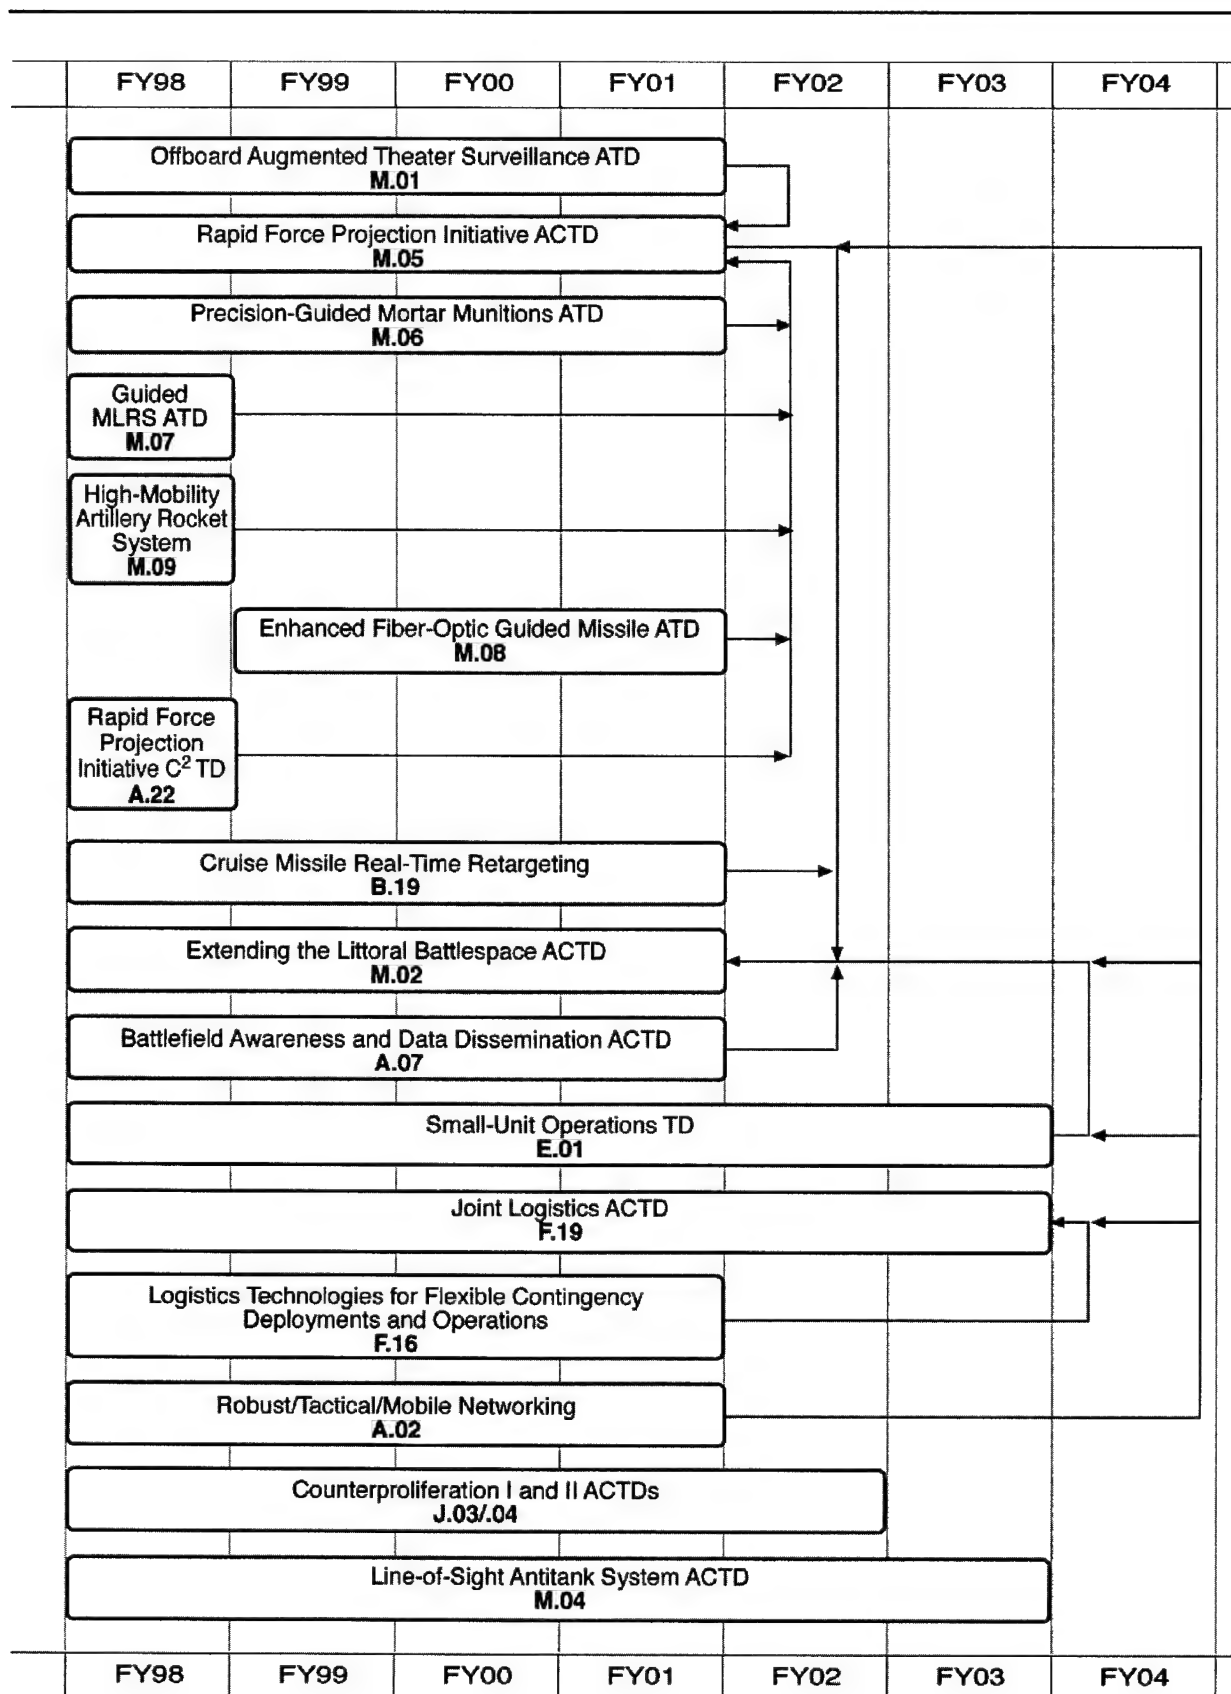 FY98 FY99 FY00 FY01 FY02 FY03 FY04
Offboard Augmented Theater Surveillance ATD
M.01
Rapid Force Projection Initiative ACTD
M.05
Precision-Guided Mortar Munitions ATD
M.06
Guided
MLRS ATD
M.07
High-Mobility
Artillery Rocket
System
M.09
Enhanced Fiber-Optic Guided Missile ATD
M.08
Rapid Force
Projection
Initiative C² TD
A.22
Cruise Missile Real-Time Retargeting
B.19
Extending the Littoral Battlespace ACTD
M.02
Battlefield Awareness and Data Dissemination ACTD
A.07
Small-Unit Operations TD
E.01
Joint Logistics ACTD
F.19
Logistics Technologies for Flexible Contingency
Deployments and Operations
F.16
Robust/Tactical/Mobile Networking
A.02
Counterproliferation I and II ACTDs
J.03/.04
Line-of-Sight Antitank System ACTD
M.04
FY98 FY99 FY00 FY01 FY02 FY03 FY04